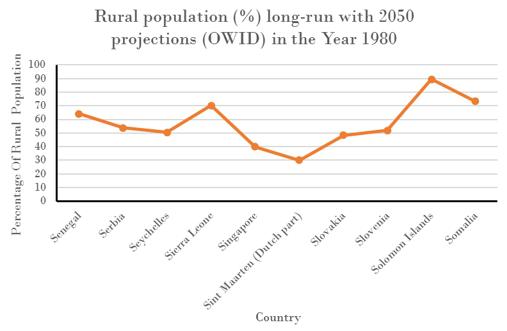 Rural population (%) long-run with 2050
projections (OWID) in the Year 1980
Percentage Of Rural Population
100
90
80
70
60
50
40
30
20
10
0
Senegal
Serbia
Seychelles
Sierra Leone
Singapore
Sint Maarten (Dutch part)
Slovakia
Slovenia
Solomon Islands
Somalia
Country